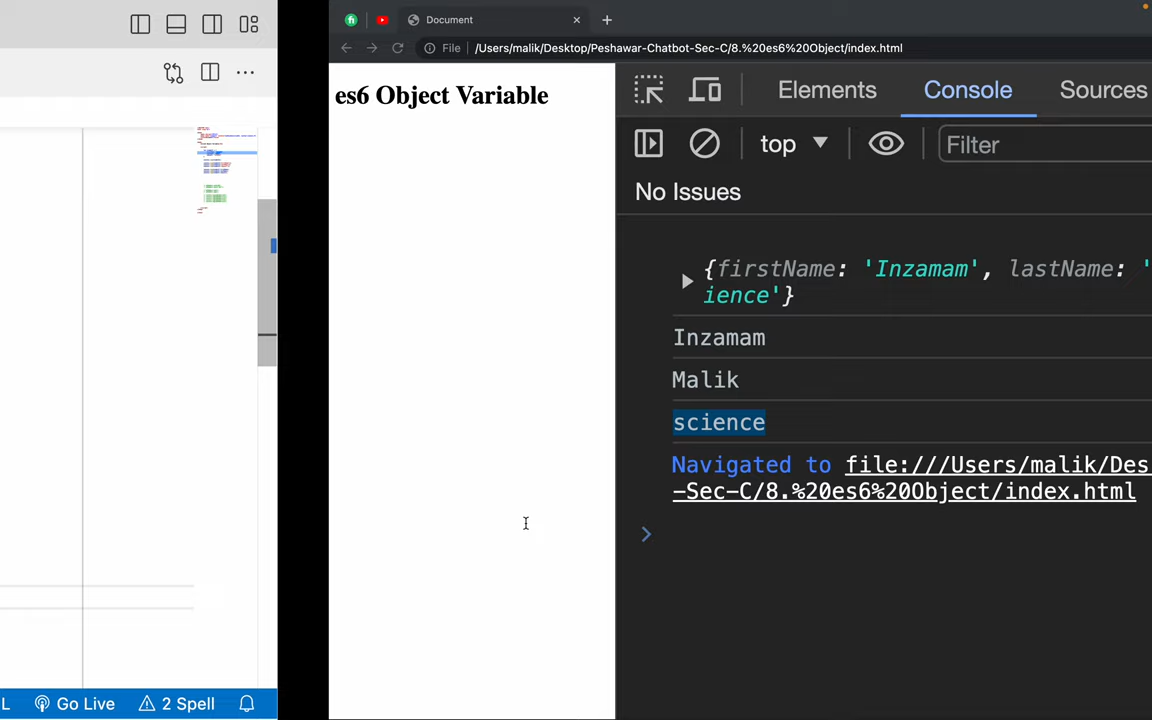 Document
File /Users/malik/Desktop/Peshawar-Chatbot-Sec-C/8.%20es6%20Object/index.html
es6 Object Variable
Elements Console Sources
top Filter
No Issues
{firstName: 'Inzamam', lastName: '
ience'}
Inzamam
Malik
science
Navigated to file:///Users/malik/Des
-Sec-C/8.%20es6%20Object/index.html
L Go Live 2 Spell